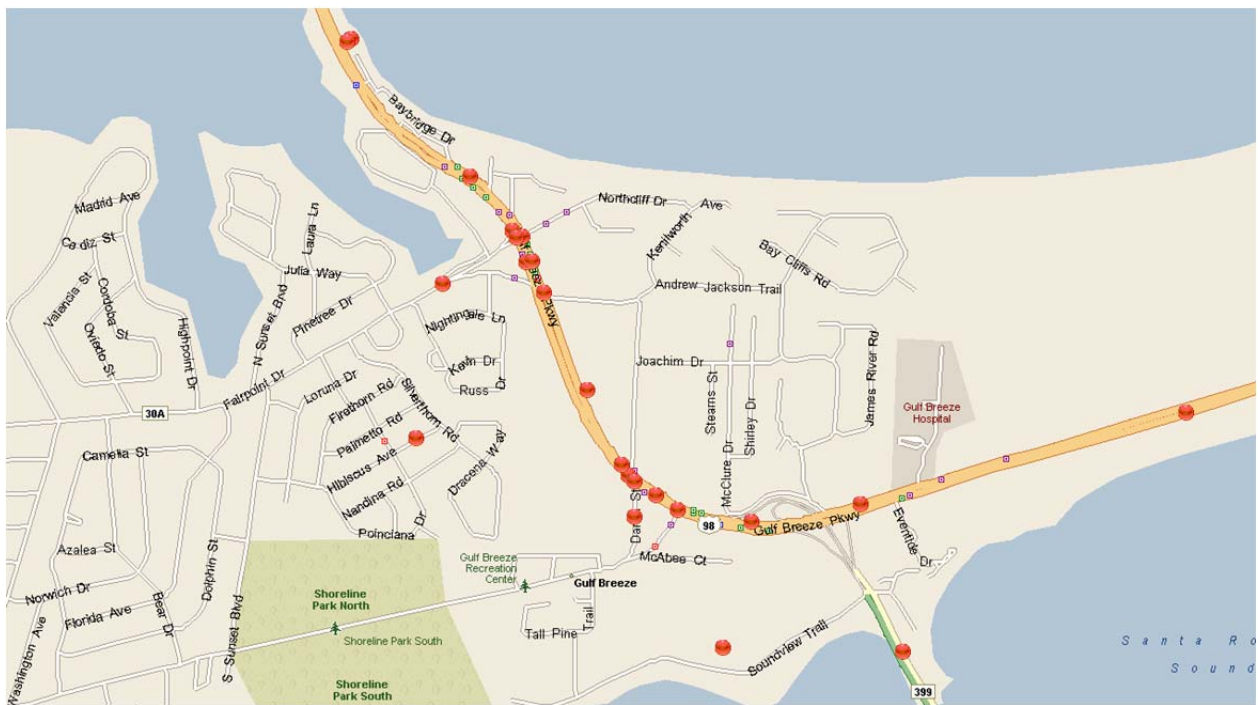 Baybridge Dr
Madrid Ave
Northcliff Dr
Ave
Kenilworth
Laura Ln
Cadiz St
Bay Cliffs Rd
Julia Way
Valencia St
Cordoba St
Andrew Jackson Trail
N Sunset Blvd
Pinetree Dr
Nightingale Ln
Pkwy
Oviedo St
Highpoint Dr
Kevin Dr
Joachim Dr
James River Rd
Russ Dr
Fairpoint Dr
Loruna Dr
Silverthorn Rd
Stearns St
Shirley Dr
Firethorn Rd
30A
Gulf Breeze
Hospital
Palmetto Rd
Camelia St
Hibiscus Ave
Dracena Way
McClure Dr
Nandina Rd
98
Gulf Breeze Pkwy
Poinciana Dr
Eventide Dr
Azalea St
Dolphin St
Gulf Breeze
Recreation
Center
McAbee Ct
Gulf Breeze
Norwich Dr
Shoreline
Park North
Florida Ave
Bear Dr
Tall Pine Trail
Shoreline Park South
Soundview Trail
Santa Ro
Sound
S Sunset Blvd
Washington Ave
Shoreline
Park South
399